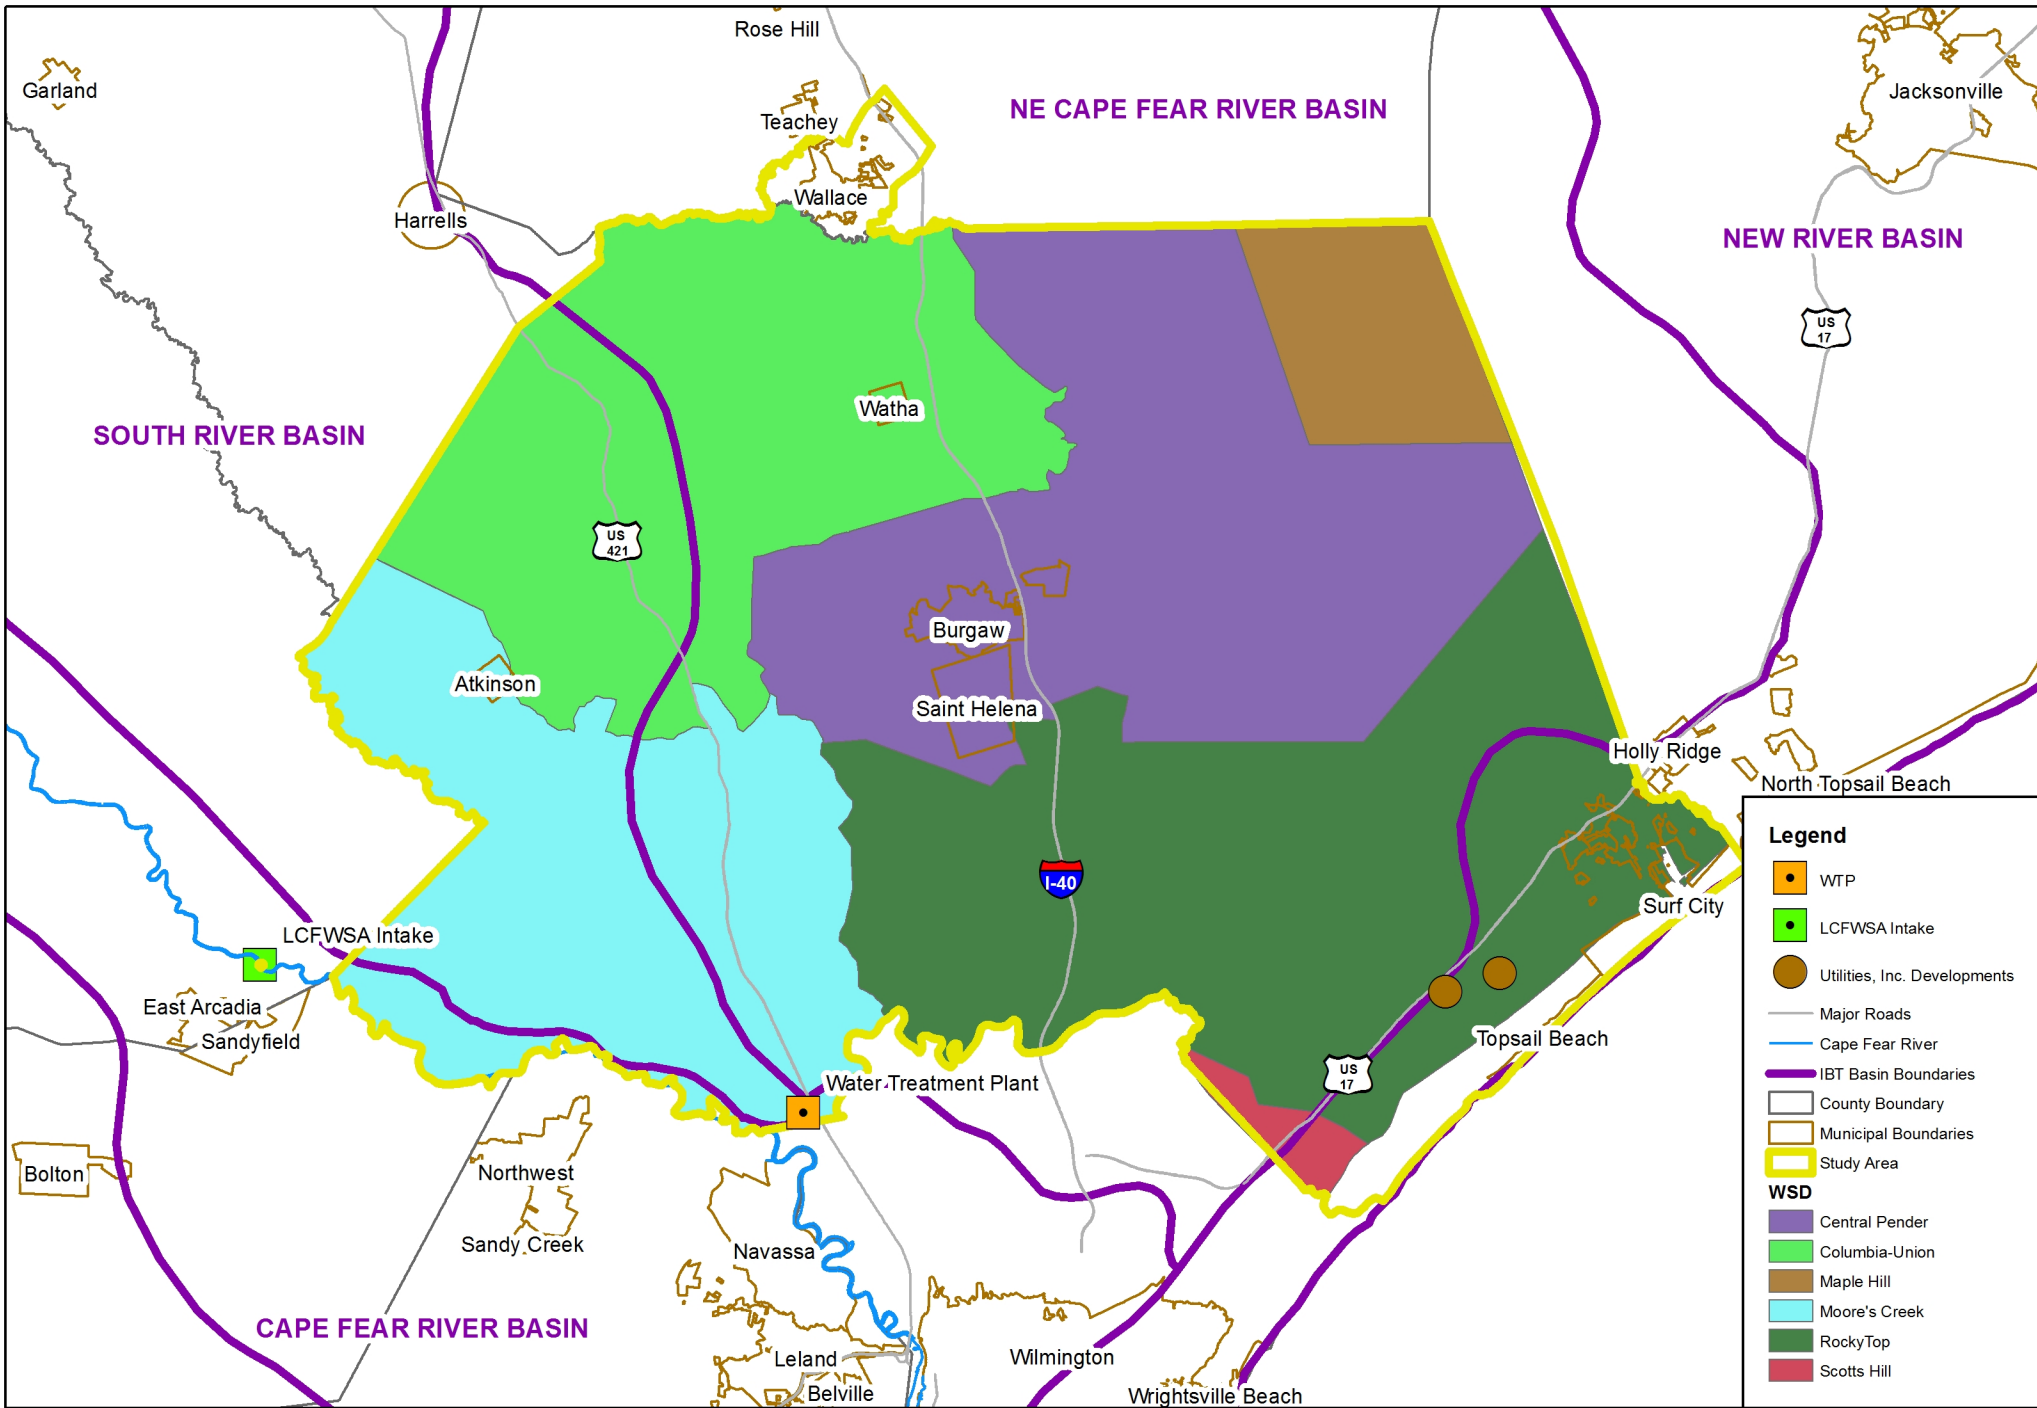 Rose Hill
Garland
Jacksonville
NE CAPE FEAR RIVER BASIN
Teachey
Wallace
Harrells
NEW RIVER BASIN
US
17
Watha
SOUTH RIVER BASIN
US
421
Burgaw
Atkinson
Saint Helena
Holly Ridge
North Topsail Beach
I-40
Surf City
LCFWSA Intake
East Arcadia
Sandyfield
Topsail Beach
US
17
Water Treatment Plant
Bolton
Northwest
Sandy Creek
Navassa
CAPE FEAR RIVER BASIN
Leland
Wilmington
Belville
Wrightsville Beach
Legend
WTP
LCFWSA Intake
Utilities, Inc. Developments
Major Roads
Cape Fear River
IBT Basin Boundaries
County Boundary
Municipal Boundaries
Study Area
WSD
Central Pender
Columbia-Union
Maple Hill
Moore's Creek
RockyTop
Scotts Hill